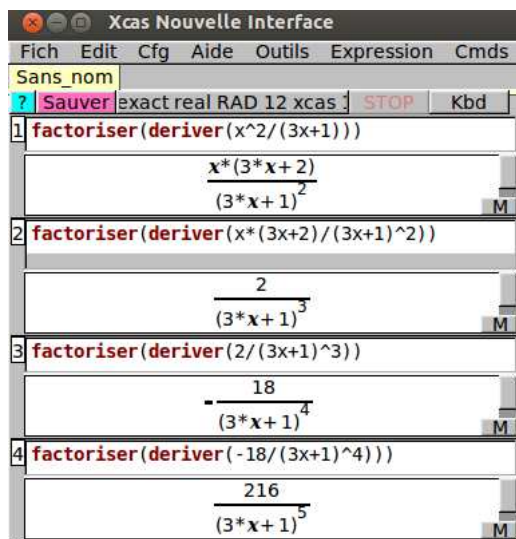 Xcas Nouvelle Interface
Fich Edit Cfg Aide Outils Expression Cmds
Sans_nom
? Sauver exact real RAD 12 xcas STOP Kbd
1 factoriser(deriver(x^2/(3x+1)))
x*(3*x+2)
(3*x+1)^2
M
2 factoriser(deriver(x*(3x+2)/(3x+1)^2))
2
(3*x+1)^3
M
3 factoriser(deriver(2/(3x+1)^3))
-18
(3*x+1)^4
M
4 factoriser(deriver(-18/(3x+1)^4)))
216
(3*x+1)^5
M